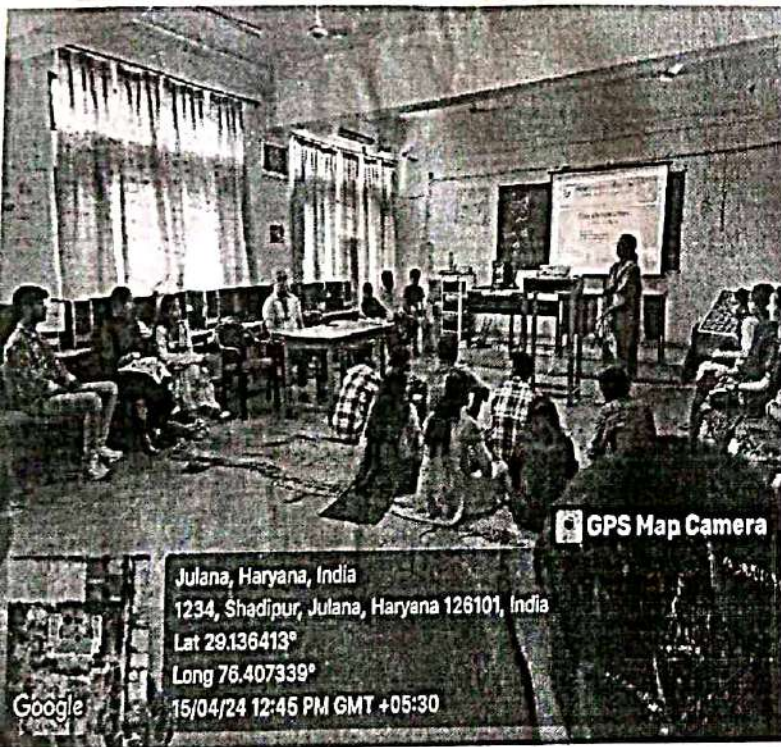 GPS Map Camera
Julana, Haryana, India
1234, Shadipur, Julana, Haryana 126101, India
Lat 29.136413°
Long 76.407339°
15/04/24 12:45 PM GMT +05:30
Google